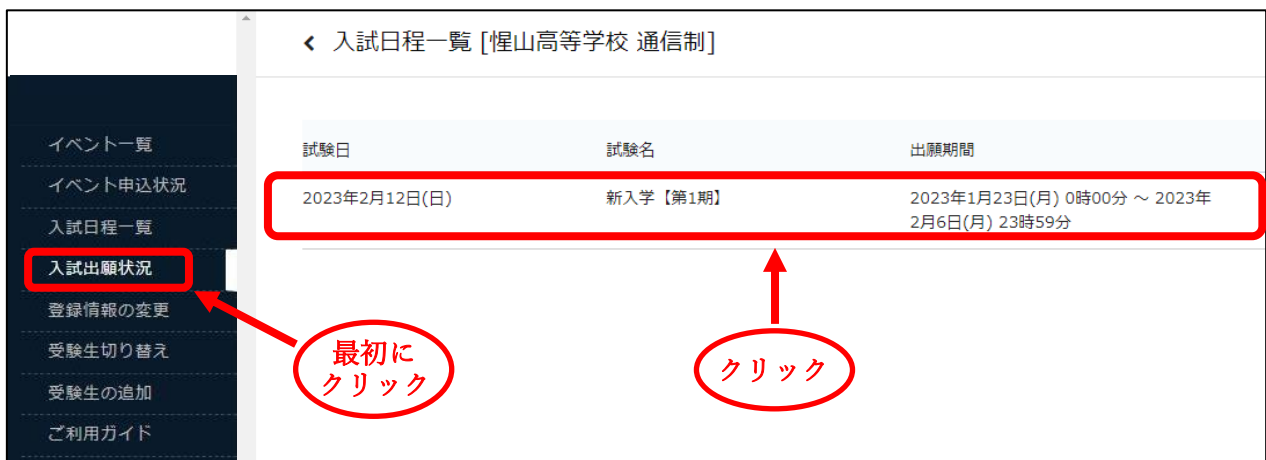 入試日程一覧 [惺山高等学校 通信制]
イベント一覧
イベント申込状況
入試日程一覧
入試出願状況
登録情報の変更
受験生切り替え
受験生の追加
ご利用ガイド
試験日 試験名 出願期間
2023年2月12日(日) 新入学【第1期】 2023年1月23日(月) 0時00分 ～ 2023年
2月6日(月) 23時59分
最初に
クリック
クリック